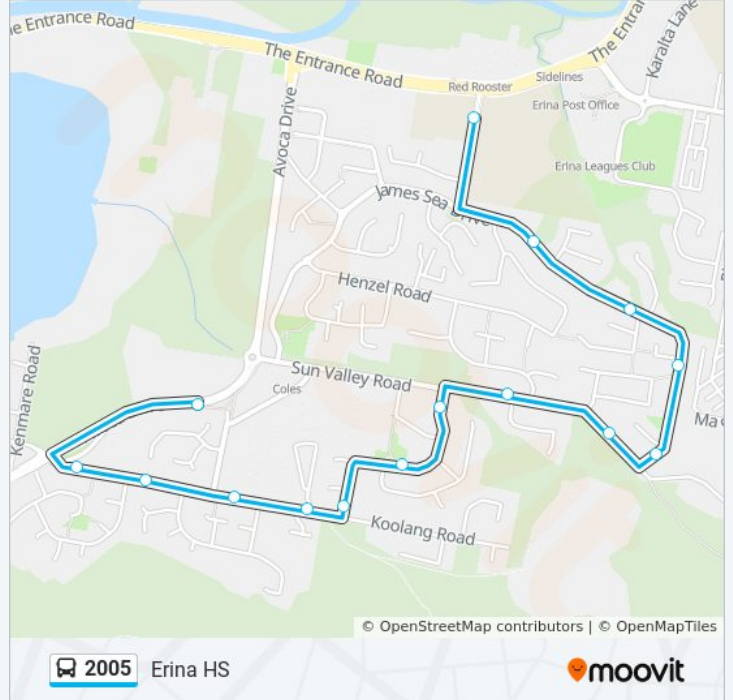 e Entrance Road
The Entrance Road
The Entran
Karalta Lane
Red Rooster
Sidelines
Erina Post Office
Avoca Drive
Erina Leagues Club
James Sea Drive
Henzel Road
Sun Valley Road
Coles
Kenmare Road
Koolang Road
© OpenStreetMap contributors | © OpenMapTiles
2005 Erina HS
moovit